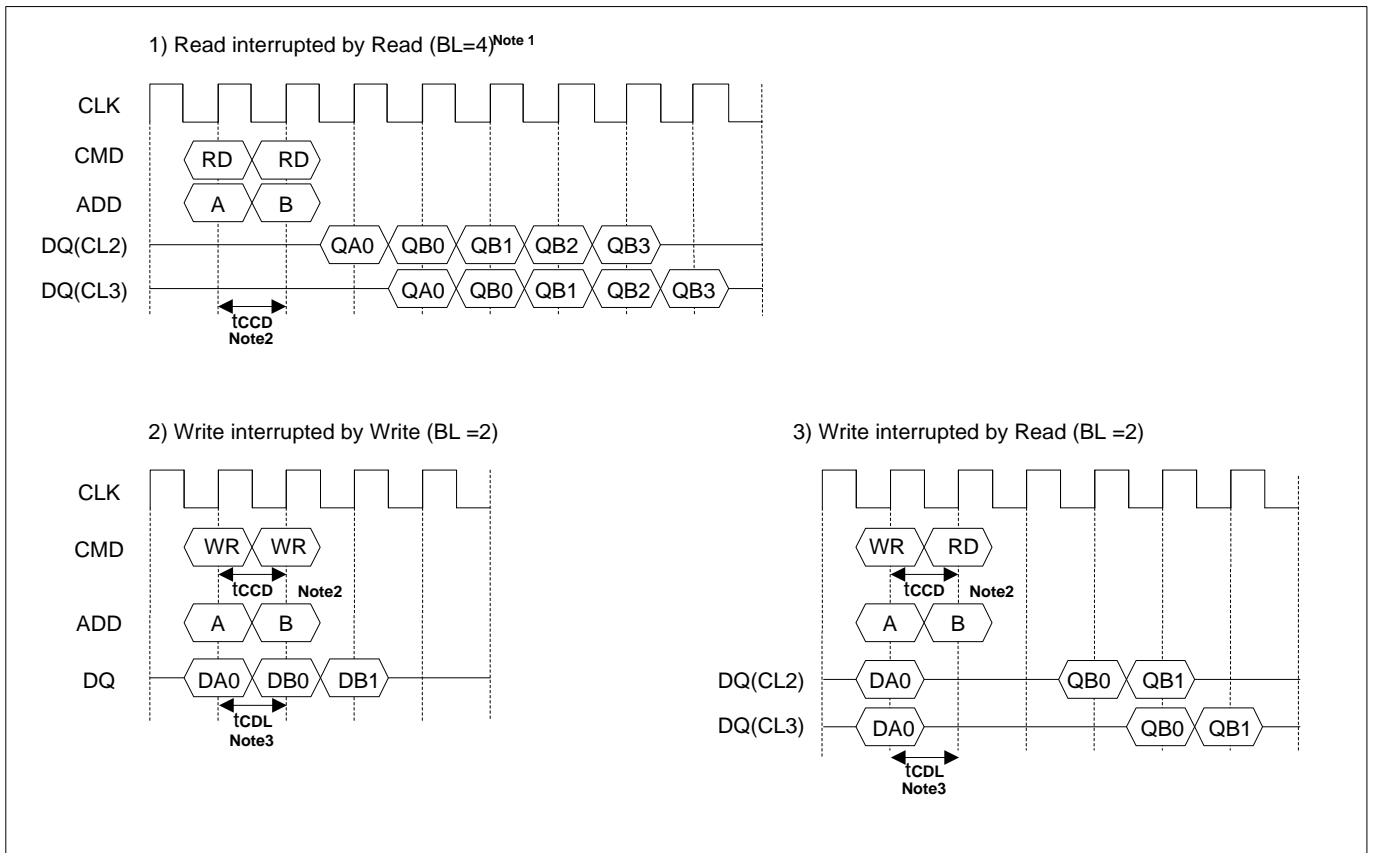 1) Read interrupted by Read (BL=4)Note 1
CLK
CMD RD RD
ADD A B
DQ(CL2) QA0 QB0 QB1 QB2 QB3
DQ(CL3) QA0 QB0 QB1 QB2 QB3
tCCD
Note2
2) Write interrupted by Write (BL =2)
CLK
CMD WR WR
tCCD Note2
ADD A B
DQ DA0 DB0 DB1
tCDL
Note3
3) Write interrupted by Read (BL =2)
WR RD
tCCD Note2
A B
DQ(CL2) DA0 QB0 QB1
DQ(CL3) DA0 QB0 QB1
tCDL
Note3